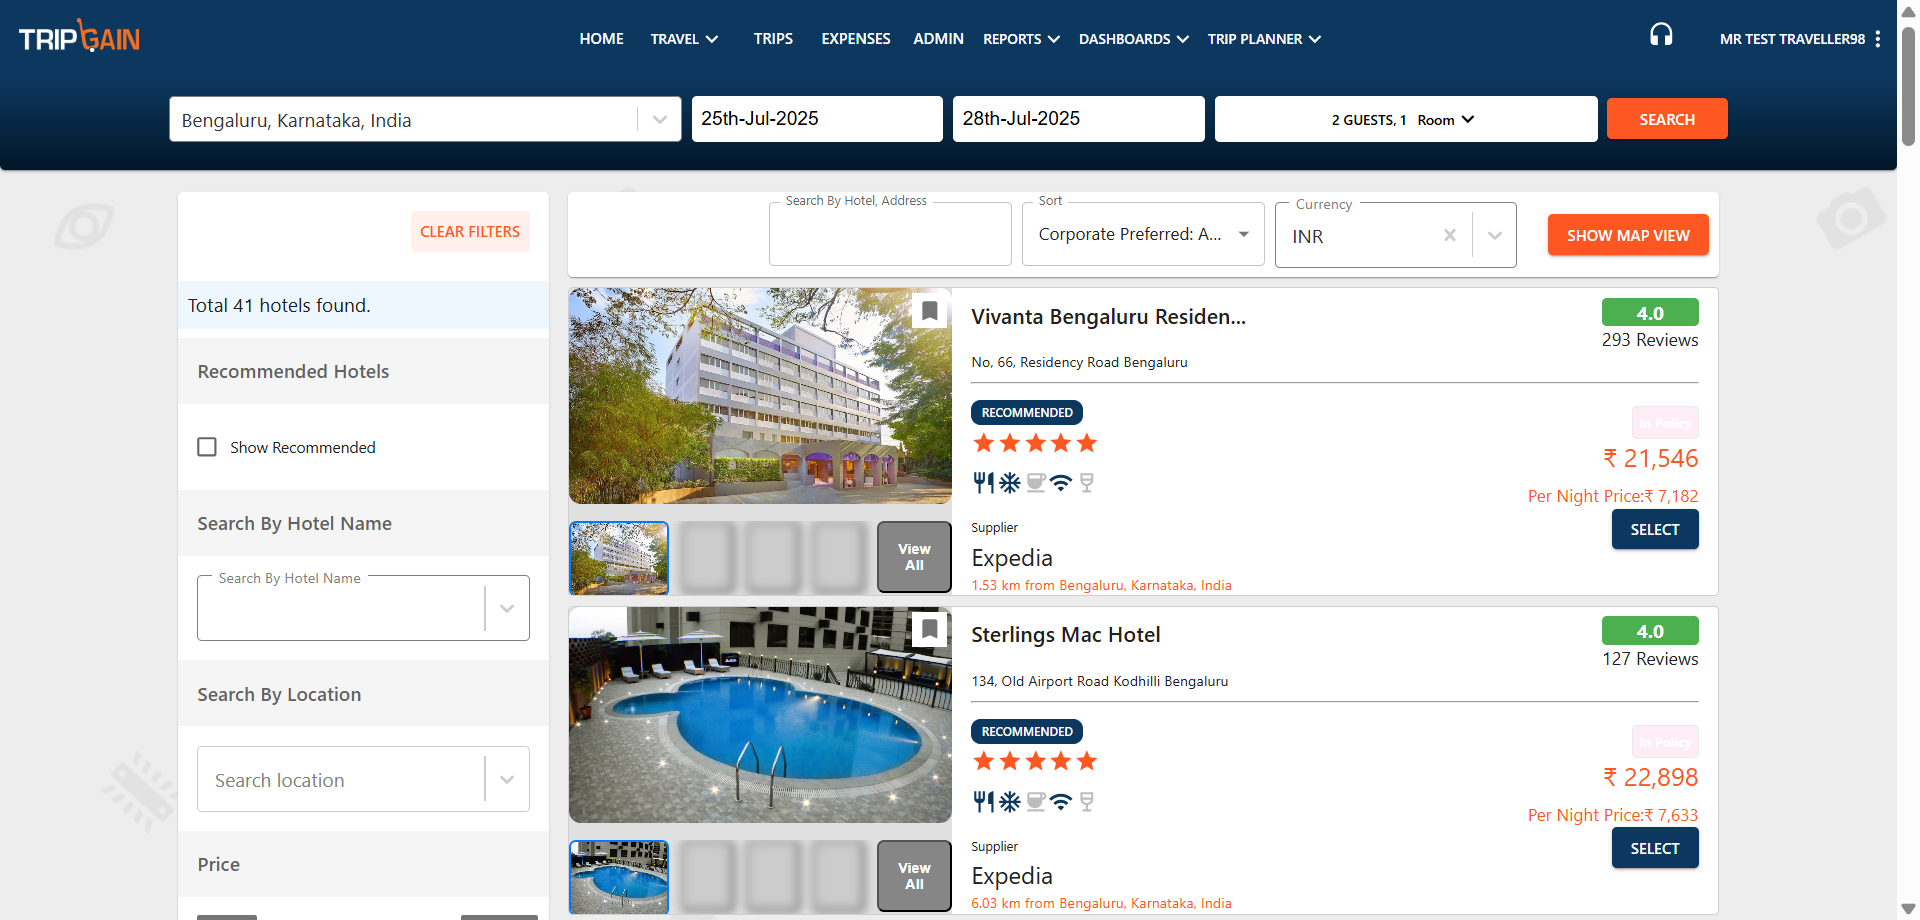 TRIPGAIN
HOME TRAVEL TRIPS EXPENSES ADMIN REPORTS DASHBOARDS TRIP PLANNER MR TEST TRAVELLER98
Bengaluru, Karnataka, India 25th-Jul-2025 28th-Jul-2025 2 GUESTS, 1 Room SEARCH
CLEAR FILTERS
Total 41 hotels found.
Recommended Hotels
Show Recommended
Search By Hotel Name
Search By Hotel Name
Search By Location
Search location
Price
Search By Hotel, Address
Sort
Corporate Preferred: A...
Currency
INR
SHOW MAP VIEW
Vivanta Bengaluru Residen...
4.0
293 Reviews
No, 66, Residency Road Bengaluru
RECOMMENDED
In Policy
₹ 21,546
Per Night Price:₹ 7,182
SELECT
View
All
Supplier
Expedia
1.53 km from Bengaluru, Karnataka, India
Sterlings Mac Hotel
4.0
127 Reviews
134, Old Airport Road Kodhilli Bengaluru
RECOMMENDED
In Policy
₹ 22,898
Per Night Price:₹ 7,633
SELECT
View
All
Supplier
Expedia
6.03 km from Bengaluru, Karnataka, India